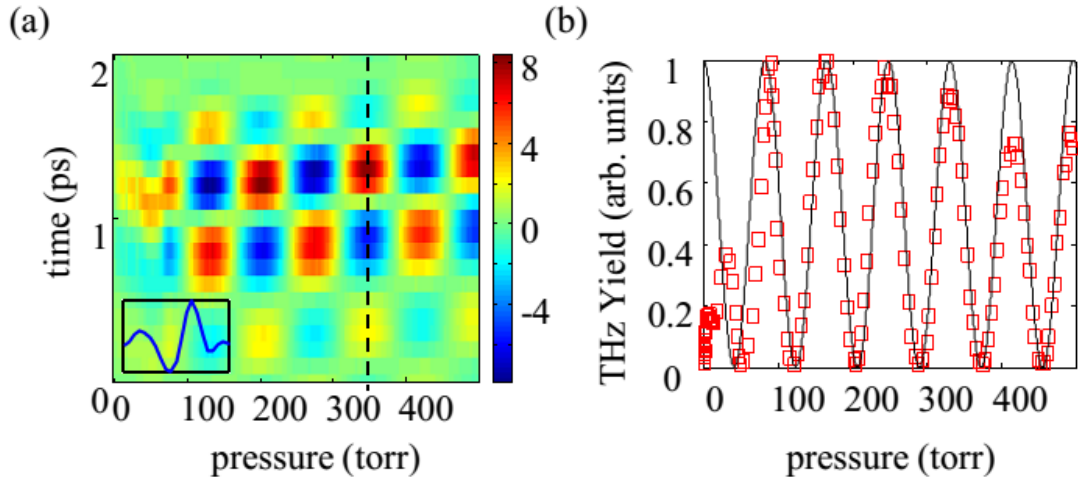 (a)
2
1
0
time (ps)
0 100 200 300 400
pressure (torr)
8
4
0
-4
(b)
1
0.8
0.6
0.4
0.2
0
THz Yield (arb. units)
0 100 200 300 400
pressure (torr)